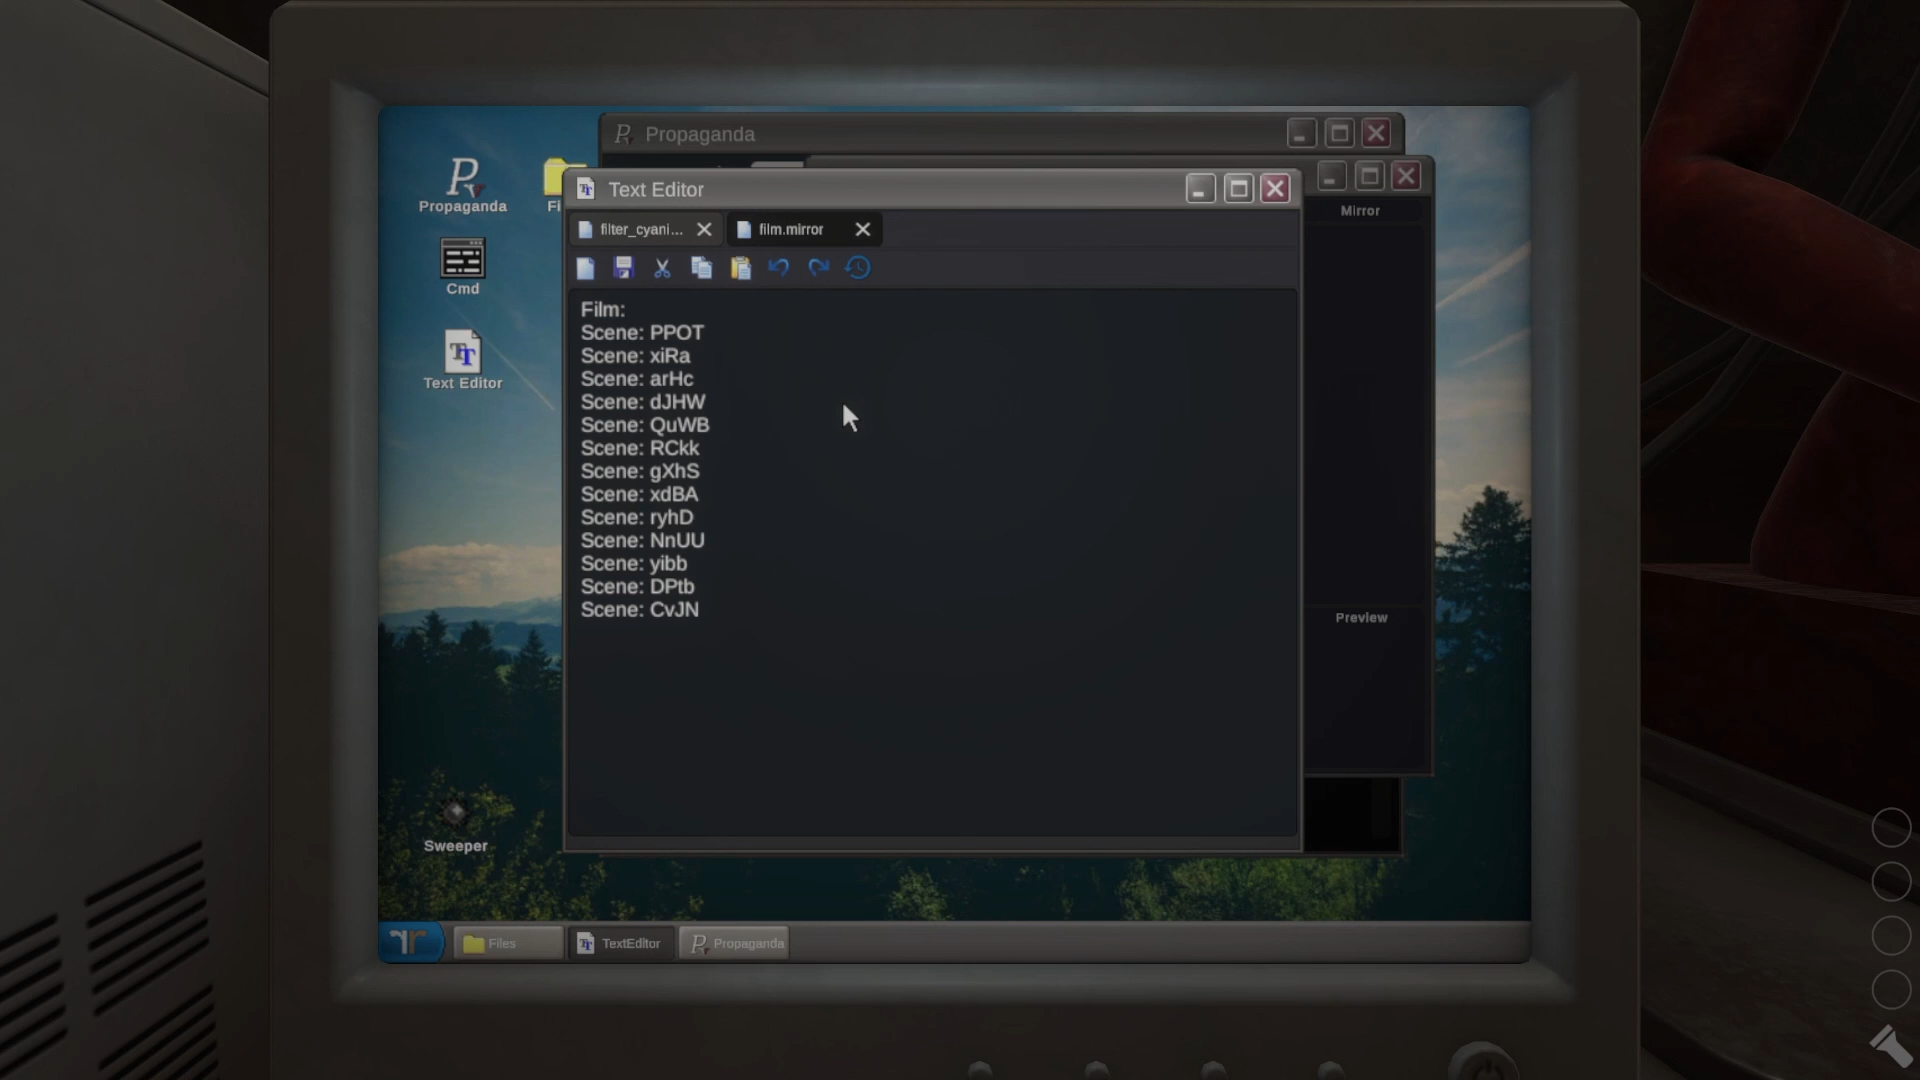 Propaganda
Propaganda
Text Editor
Mirror
filter_cyani...
film.mirror
Cmd
Text Editor
Film:
Scene: PPOT
Scene: xiRa
Scene: arHc
Scene: dJHW
Scene: QuWB
Scene: RCkk
Scene: gXhS
Scene: xdBA
Scene: ryhD
Scene: NnUU
Scene: yibb
Scene: DPtb
Scene: CvJN
Preview
Sweeper
Files
TextEditor
Propaganda